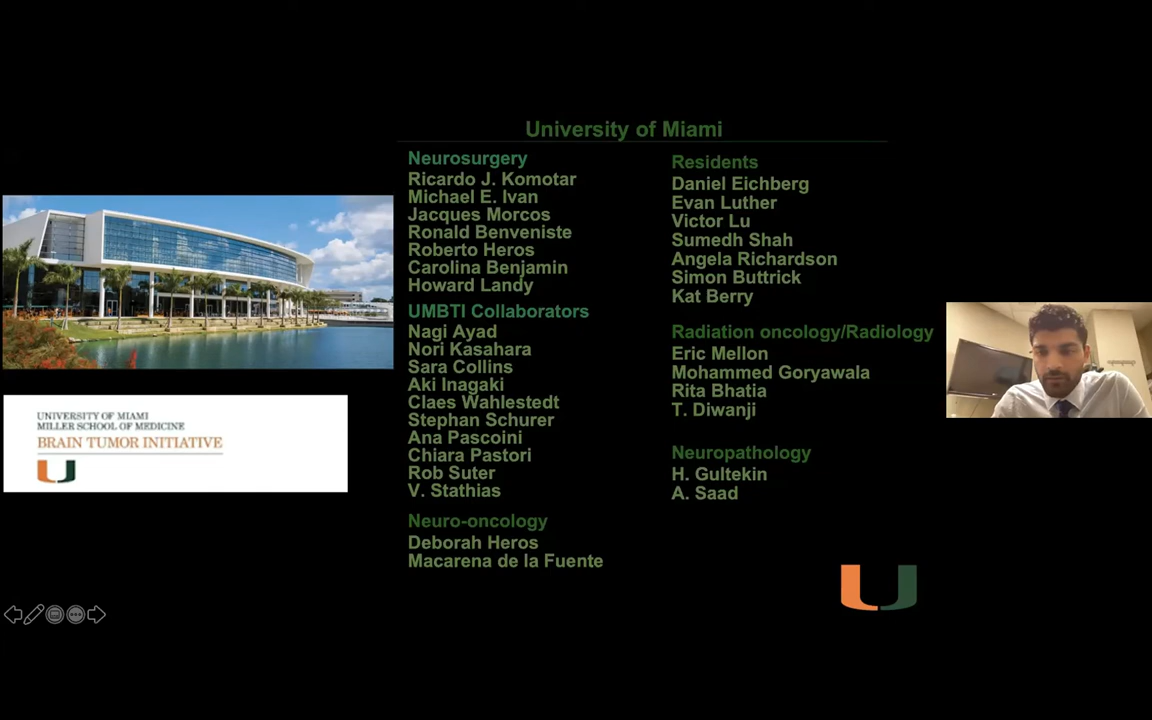 University of Miami
Neurosurgery
Ricardo J. Komotar
Michael E. Ivan
Jacques Morcos
Ronald Benveniste
Roberto Heros
Carolina Benjamin
Howard Landy
UMBTI Collaborators
Nagi Ayad
Nori Kasahara
Sara Collins
Aki Inagaki
Claes Wahlestedt
Stephan Schurer
Ana Pascoini
Chiara Pastori
Rob Suter
V. Stathias
Neuro-oncology
Deborah Heros
Macarena de la Fuente
Residents
Daniel Eichberg
Evan Luther
Victor Lu
Sumedh Shah
Angela Richardson
Simon Buttrick
Kat Berry
Radiation oncology/Radiology
Eric Mellon
Mohammed Goryawala
Rita Bhatia
T. Diwanji
Neuropathology
H. Gultekin
A. Saad
UNIVERSITY OF MIAMI
MILLER SCHOOL OF MEDICINE
BRAIN TUMOR INITIATIVE
U
U